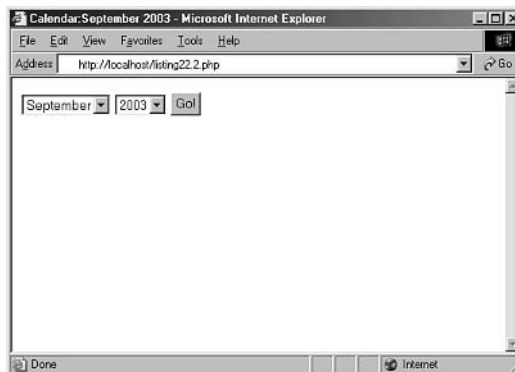 Calendar:September 2003 - Microsoft Internet Explorer
File Edit View Favorites Tools Help
Address http://localhost/listing22.2.php Go
September 2003 Go!
Done Internet